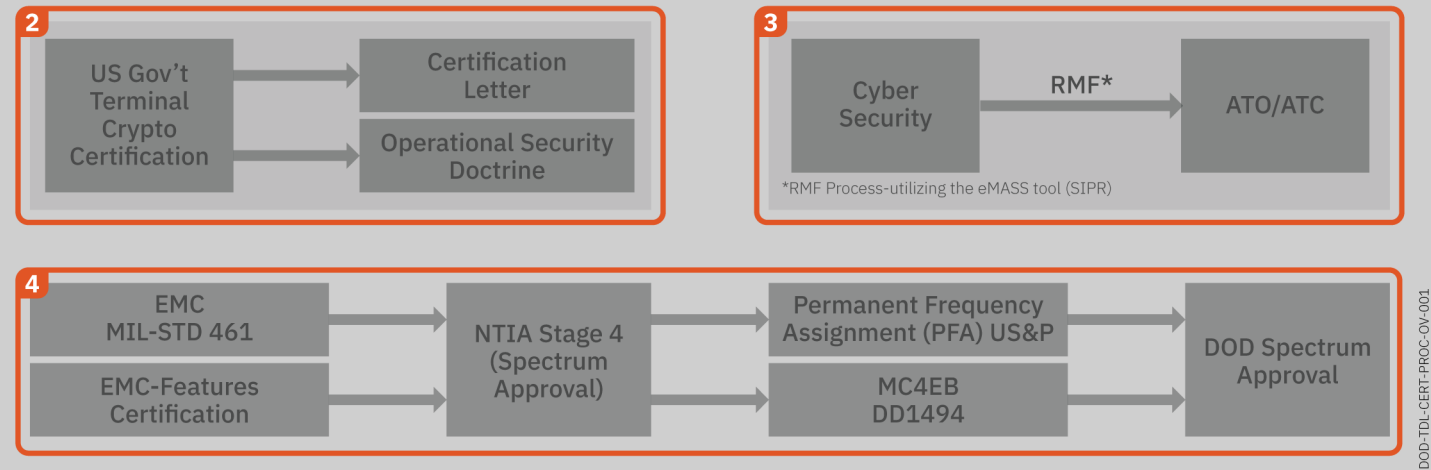 2
US Gov’t
Terminal
Crypto
Certification
Certification
Letter
Operational Security
Doctrine
3
Cyber
Security
RMF*
ATO/ATC
*RMF Process-utilizing the eMASS tool (SIPR)
4
EMC
MIL-STD 461
EMC-Features
Certification
NTIA Stage 4
(Spectrum
Approval)
Permanent Frequency
Assignment (PFA) US&P
MC4EB
DD1494
DOD Spectrum
Approval
DOD-TDL-CERT-PROC-OV-001